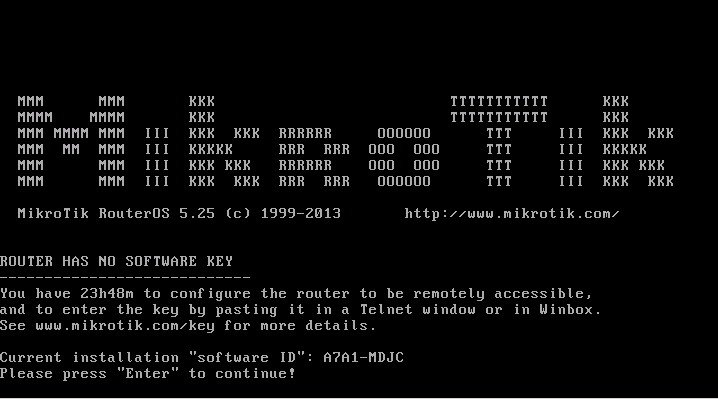 MMM      MMM       KKK                          TTTTTTTTTTT      KKK
MMMM    MMMM       KKK                          TTTTTTTTTTT      KKK
MMM MMMM MMM  III  KKK  KKK  RRRRRR     OOOOOO      TTT     III  KKK  KKK
MMM  MM  MMM  III  KKKKK     RRR  RRR  OOO  OOO     TTT     III  KKKKK
MMM      MMM  III  KKK KKK   RRRRRR    OOO  OOO     TTT     III  KKK KKK
MMM      MMM  III  KKK  KKK  RRR  RRR   OOOOOO      TTT     III  KKK  KKK
MikroTik RouterOS 5.25 (c) 1999-2013       http://www.mikrotik.com/
ROUTER HAS NO SOFTWARE KEY
----------------------------
You have 23h48m to configure the router to be remotely accessible,
and to enter the key by pasting it in a Telnet window or in Winbox.
See www.mikrotik.com/key for more details.
Current installation "software ID": A7A1-MDJC
Please press "Enter" to continue!